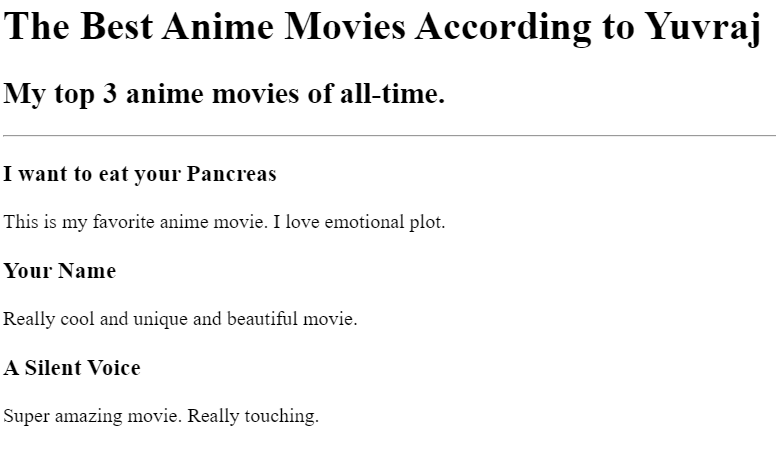 The Best Anime Movies According to Yuvraj
My top 3 anime movies of all-time.
I want to eat your Pancreas
This is my favorite anime movie. I love emotional plot.
Your Name
Really cool and unique and beautiful movie.
A Silent Voice
Super amazing movie. Really touching.